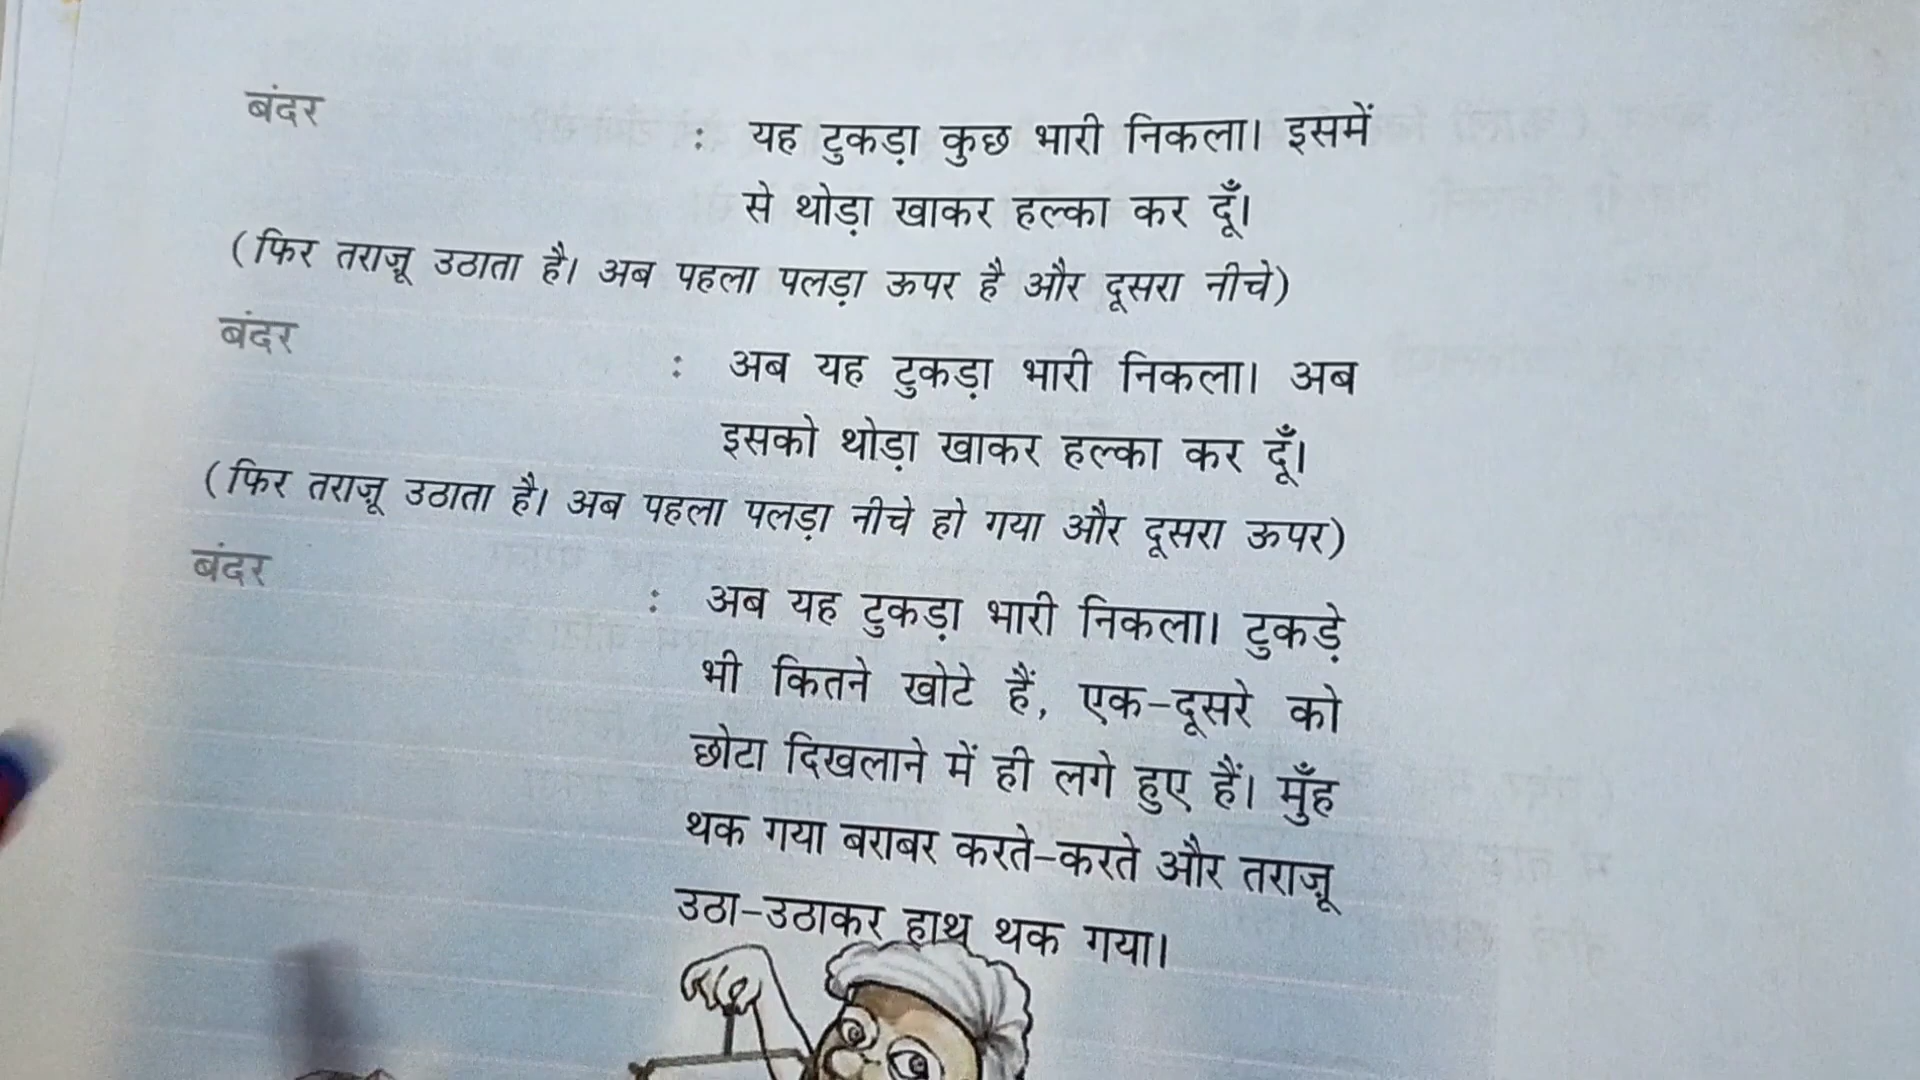 बंदर : यह टुकड़ा कुछ भारी निकला। इसमें
से थोड़ा खाकर हल्का कर दूँ।
(फिर तराज़ू उठाता है। अब पहला पलड़ा ऊपर है और दूसरा नीचे)
बंदर : अब यह टुकड़ा भारी निकला। अब
इसको थोड़ा खाकर हल्का कर दूँ।
(फिर तराज़ू उठाता है। अब पहला पलड़ा नीचे हो गया और दूसरा ऊपर)
बंदर : अब यह टुकड़ा भारी निकला। टुकड़े
भी कितने खोटे हैं, एक-दूसरे को
छोटा दिखलाने में ही लगे हुए हैं। मुँह
थक गया बराबर करते-करते और तराज़ू
उठा-उठाकर हाथ थक गया।